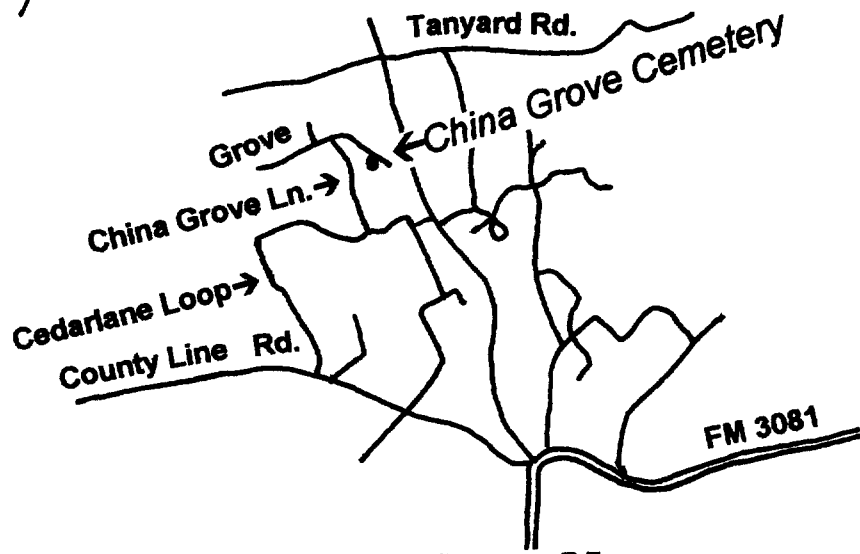 Tanyard Rd.
China Grove Cemetery
Grove
China Grove Ln.
Cedarlane Loop
County Line Rd.
FM 3081